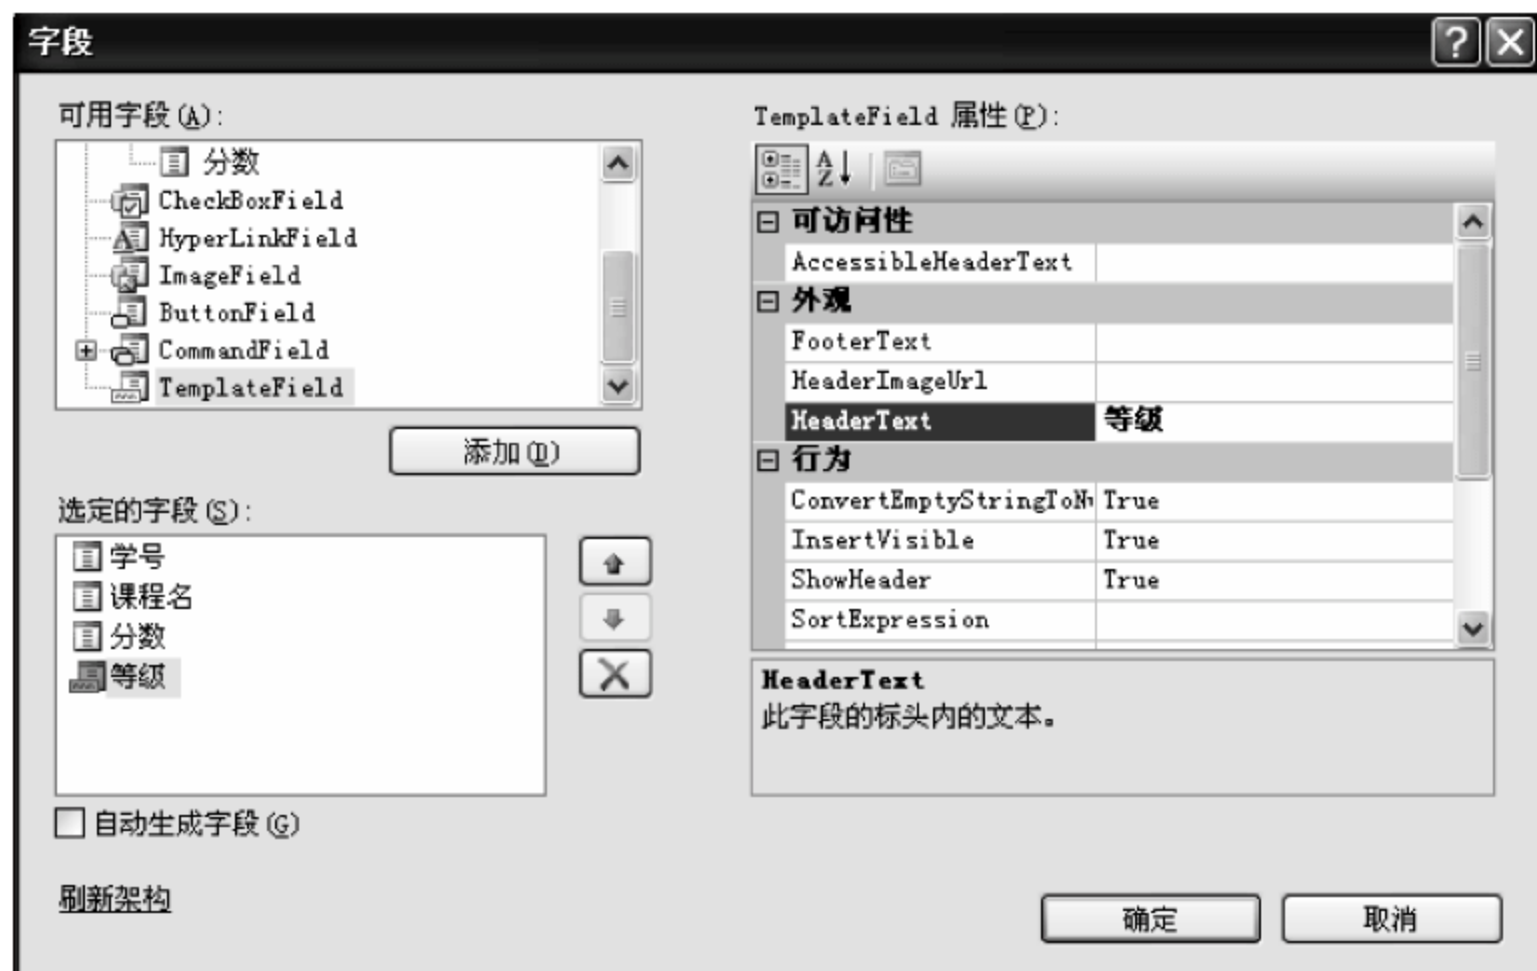 字段
可用字段(A):
分数
CheckBoxField
HyperLinkField
ImageField
ButtonField
CommandField
TemplateField
添加(D)
选定的字段(S):
学号
课程名
分数
等级
自动生成字段(G)
刷新架构
TemplateField 属性(P):
可访问性
AccessibleHeaderText
外观
FooterText
HeaderImageUrl
HeaderText 等级
行为
ConvertEmptyStringToNu True
InsertVisible True
ShowHeader True
SortExpression
HeaderText
此字段的标头内的文本。
确定 取消